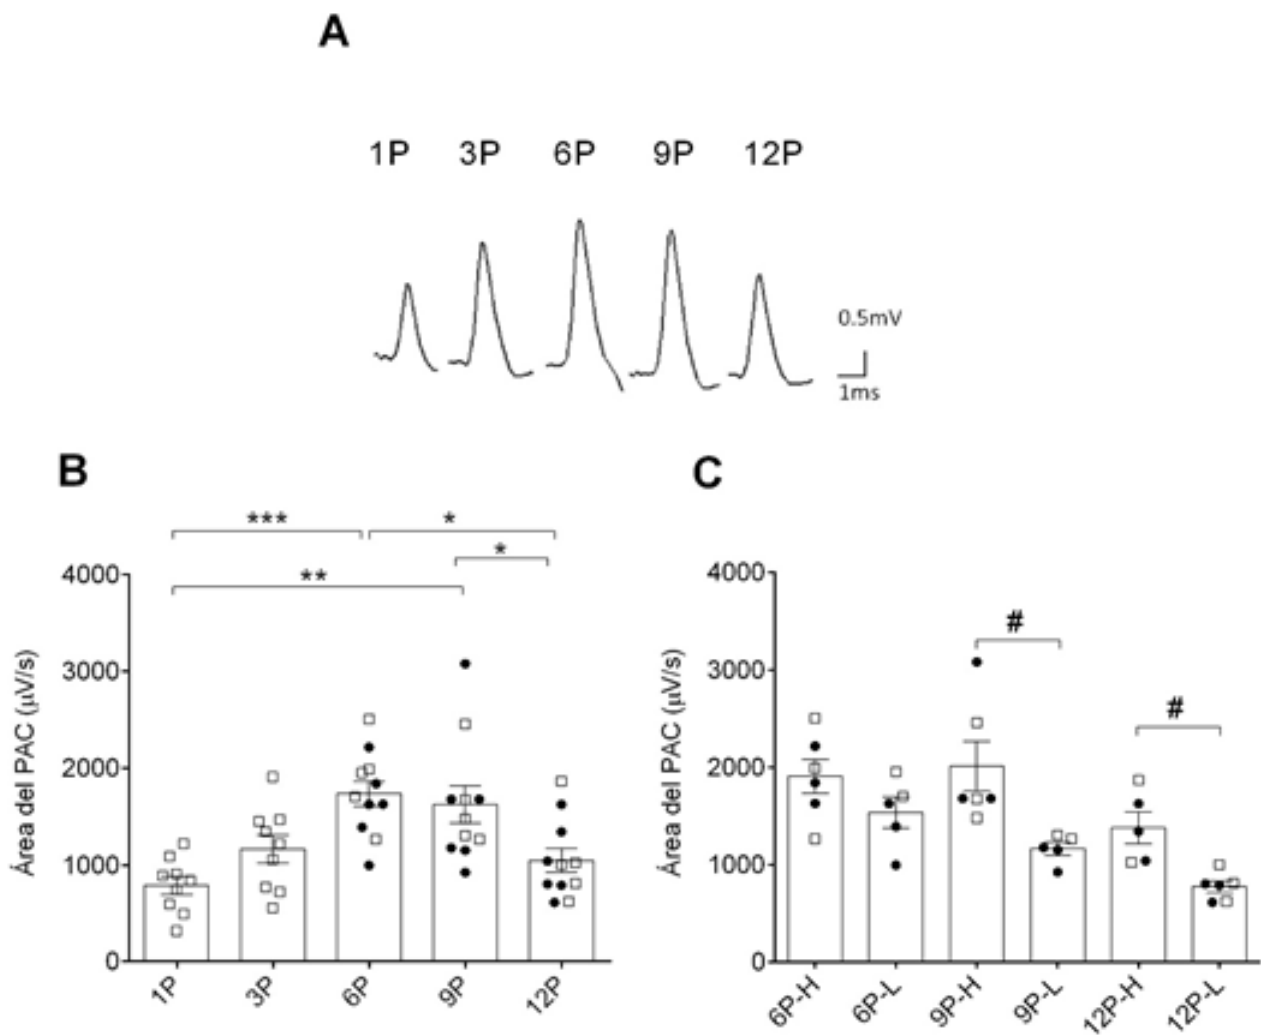 A
1P 3P 6P 9P 12P
0.5mV
1ms
B
*** *
*
**
Área del PAC (µV/s)
4000
3000
2000
1000
0
1P 3P 6P 9P 12P
C
#
#
Área del PAC (µV/s)
4000
3000
2000
1000
0
6P-H 6P-L 9P-H 9P-L 12P-H 12P-L